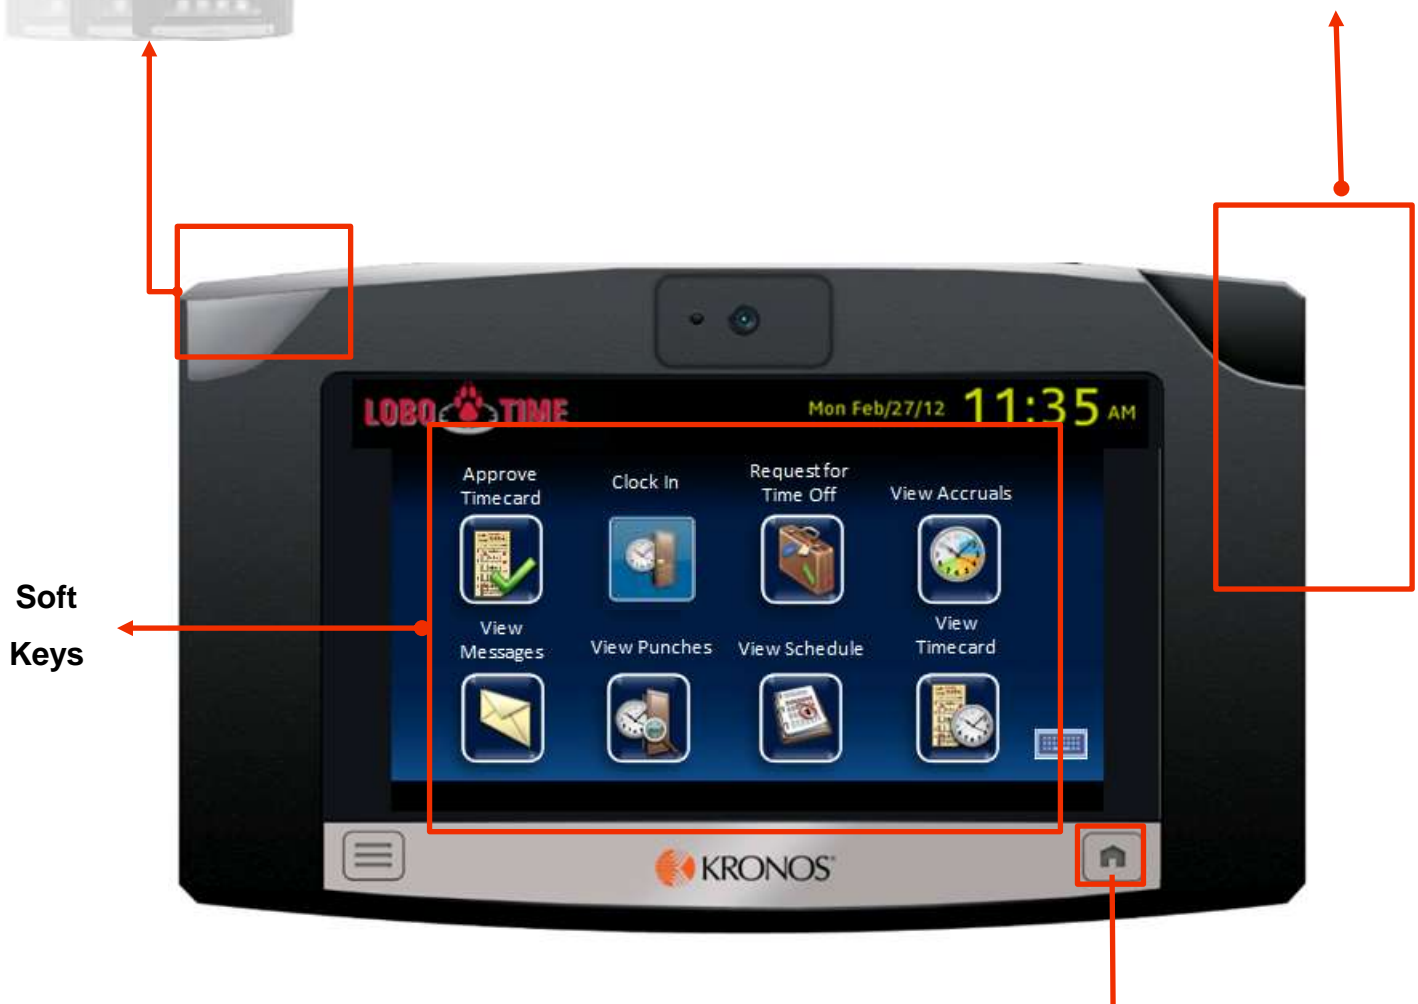 LOBO TIME
Mon Feb/27/12 11:35 AM
Approve
Timecard
Clock In
Request for
Time Off
View Accruals
Soft
Keys
View
Messages
View Punches
View Schedule
View
Timecard
KRONOS